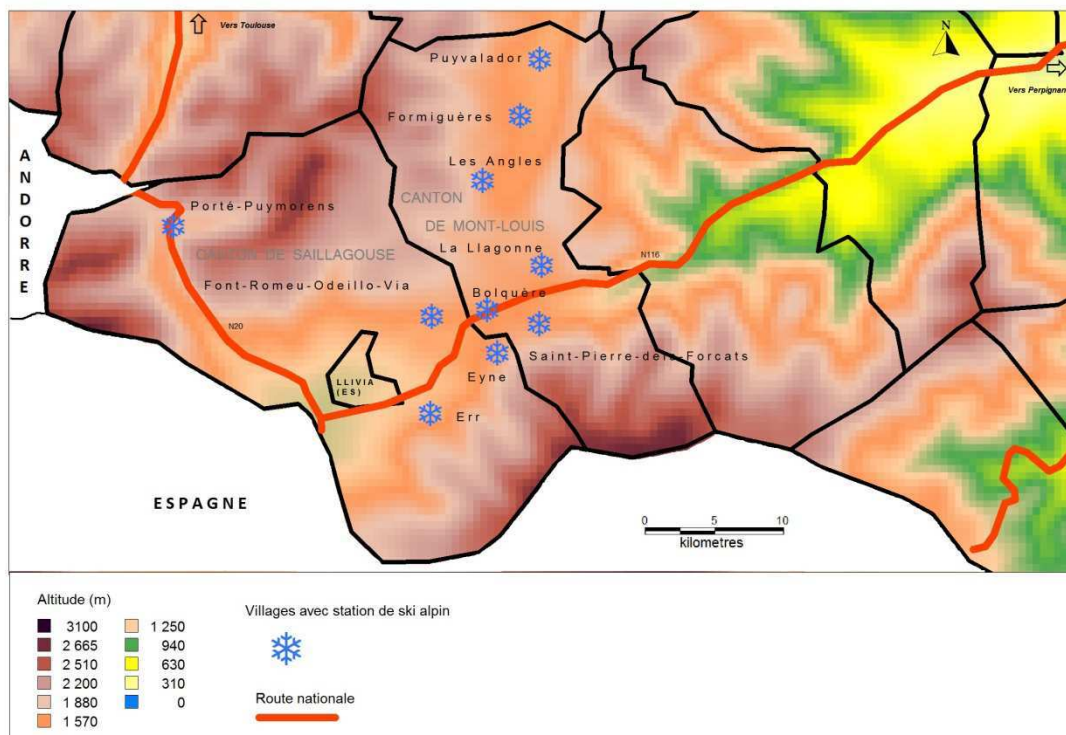 Vers Toulouse
N
Vers Perpignan
Puyvalador
Formiguères
Les Angles
ANDORRE
CANTON
DE MONT-LOUIS
Porté-Puymorens
CANTON DE SAILLAGOUSE
La Llagonne
N116
Font-Romeu-Odeillo-Via
Bolquère
N20
Saint-Pierre-dels-Forcats
LLIVIA
(ES)
Eyne
Err
ESPAGNE
0 5 10
kilometres
Altitude (m)
3100
2 665
2 510
2 200
1 880
1 570
1 250
940
630
310
0
Villages avec station de ski alpin
Route nationale